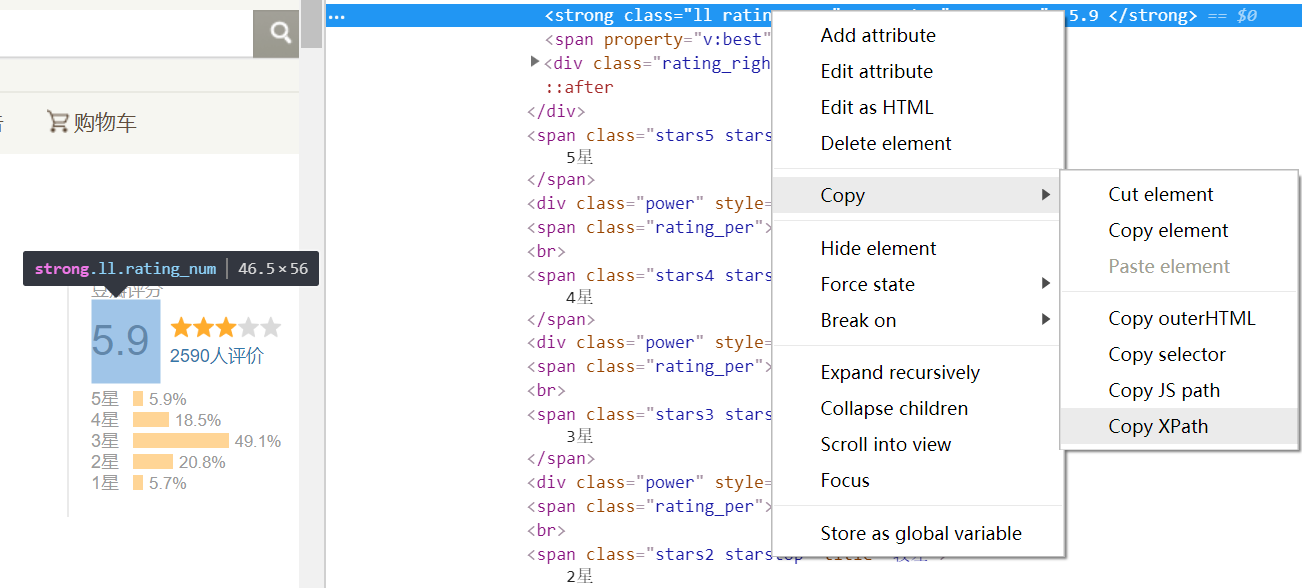 购物车
strong.ll.rating_num 46.5×56
豆瓣评分
5.9
2590人评价
5星 5.9%
4星 18.5%
3星 49.1%
2星 20.8%
1星 5.7%
... <strong class="ll 5.9 </strong> == $0
<span property="v:best"
<div class="rating_righ
::after
</div>
<span class="stars5 stars
5星
</span>
<div class="power" style=
<span class="rating_per">
<br>
<span class="stars4 stars
4星
</span>
<div class="power" style=
<span class="rating_per">
<br>
<span class="stars3 stars
3星
</span>
<div class="power" style=
<span class="rating_per">
<br>
<span class="stars2 starstop
2星
Add attribute
Edit attribute
Edit as HTML
Delete element
Copy
Hide element
Force state
Break on
Expand recursively
Collapse children
Scroll into view
Focus
Store as global variable
Cut element
Copy element
Paste element
Copy outerHTML
Copy selector
Copy JS path
Copy XPath